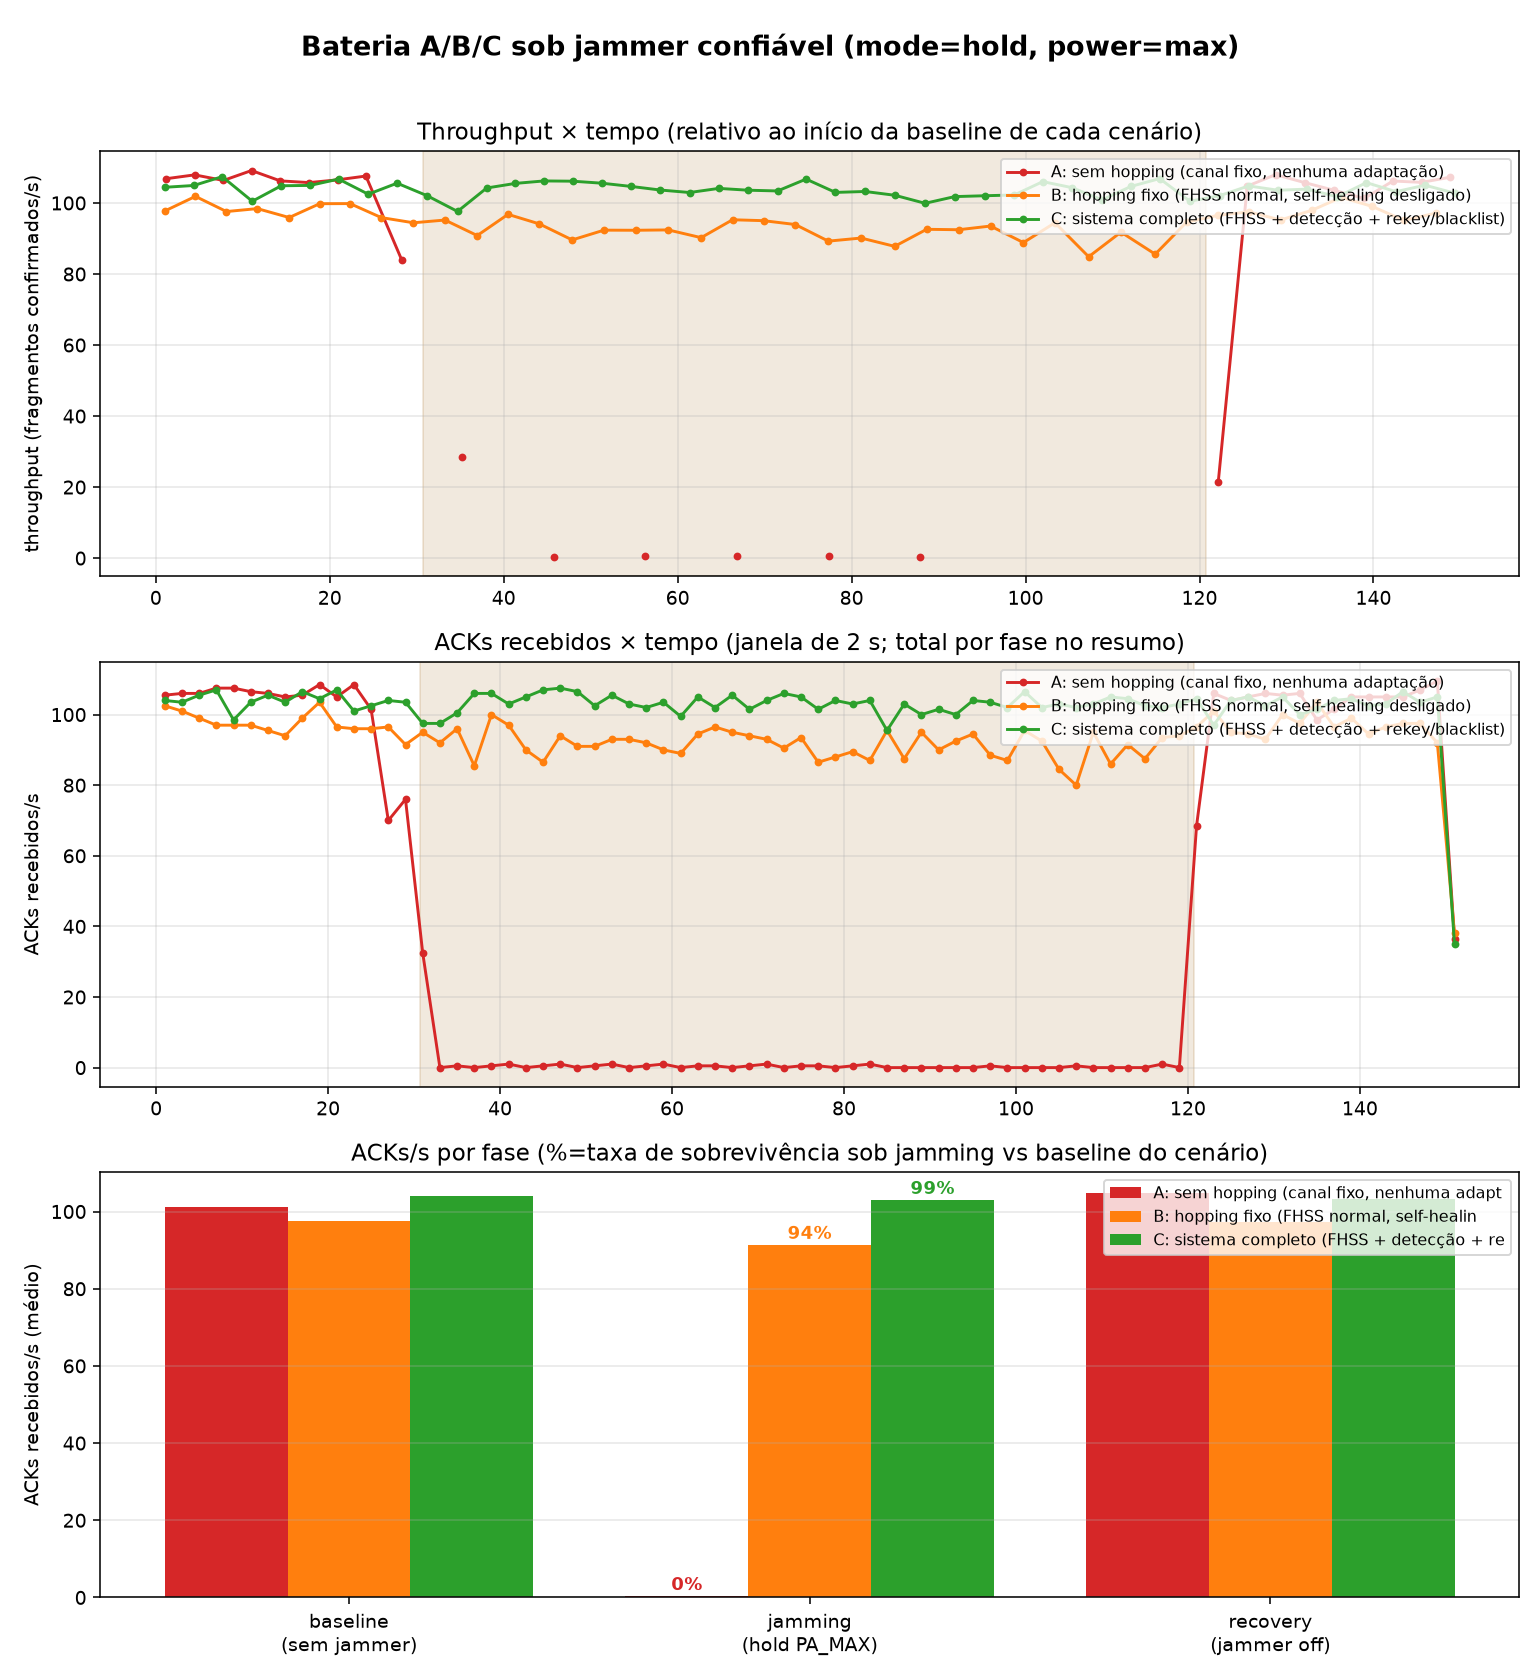 Bateria A/B/C sob jammer confiável (mode=hold, power=max)
Throughput × tempo (relativo ao início da baseline de cada cenário)
throughput (fragmentos confirmados/s)
100
80
60
40
20
0
A: sem hopping (canal fixo, nenhuma adaptação)
B: hopping fixo (FHSS normal, self-healing desligado)
C: sistema completo (FHSS + detecção + rekey/blacklist)
0 20 40 60 80 100 120 140
ACKs recebidos × tempo (janela de 2 s; total por fase no resumo)
ACKs recebidos/s
100
80
60
40
20
0
A: sem hopping (canal fixo, nenhuma adaptação)
B: hopping fixo (FHSS normal, self-healing desligado)
C: sistema completo (FHSS + detecção + rekey/blacklist)
0 20 40 60 80 100 120 140
ACKs/s por fase (%=taxa de sobrevivência sob jamming vs baseline do cenário)
ACKs recebidos/s (médio)
100
80
60
40
20
0
0%
94%
99%
A: sem hopping (canal fixo, nenhuma adapt
B: hopping fixo (FHSS normal, self-healin
C: sistema completo (FHSS + detecção + re
baseline
(sem jammer)
jamming
(hold PA_MAX)
recovery
(jammer off)